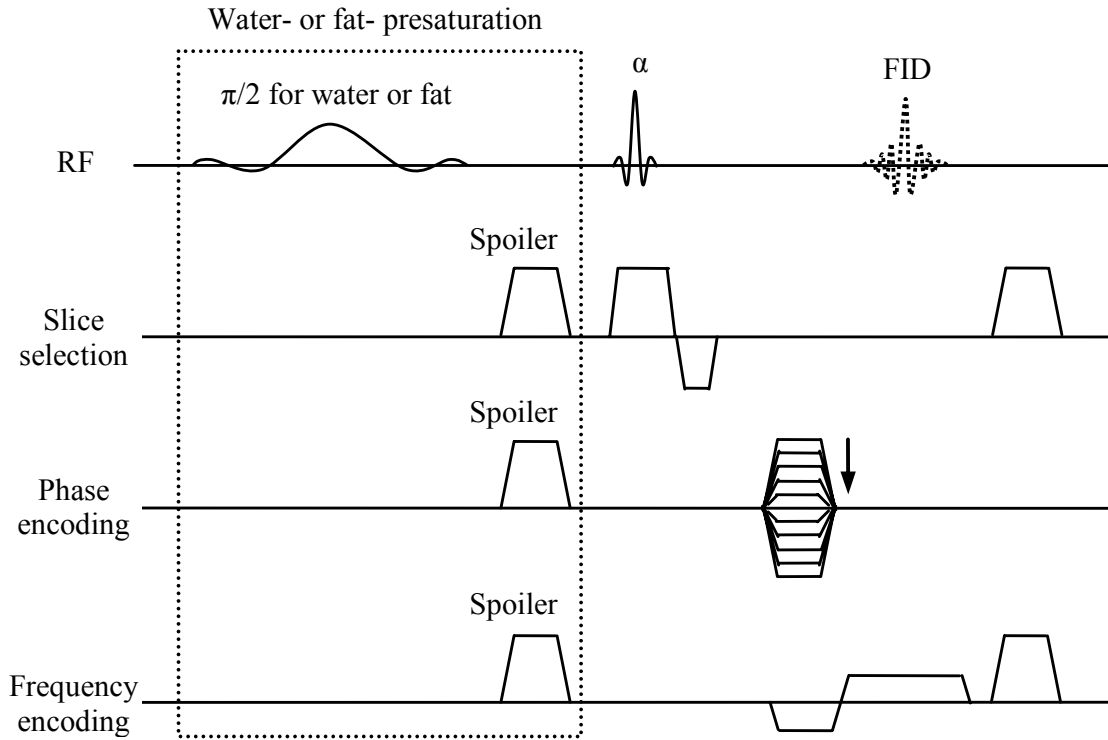 Water- or fat- presaturation
π/2 for water or fat
α
FID
RF
Spoiler
Slice
selection
Spoiler
Phase
encoding
Spoiler
Frequency
encoding